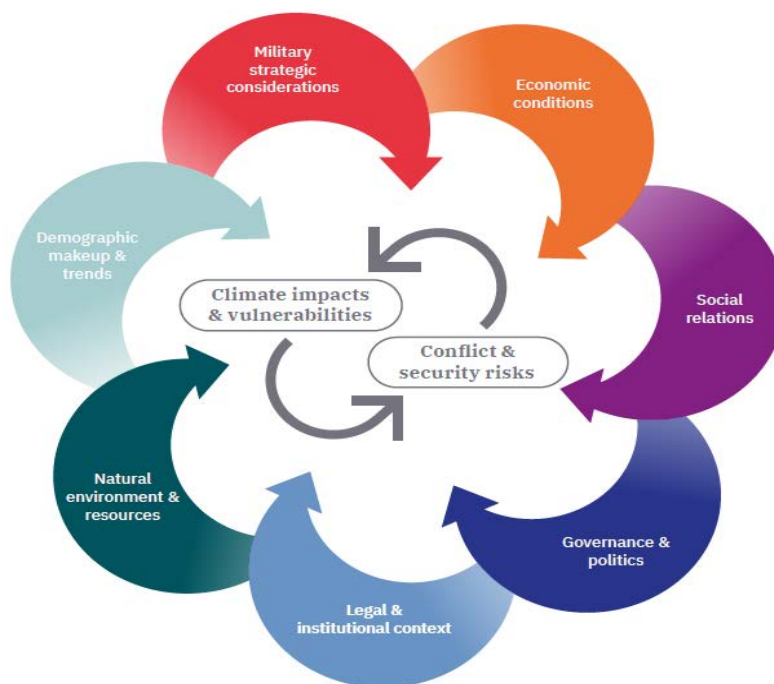 Military
strategic
considerations
Economic
conditions
Demographic
makeup &
trends
Climate impacts
& vulnerabilities
Social
relations
Conflict &
security risks
Natural
environment &
resources
Governance &
politics
Legal &
institutional context